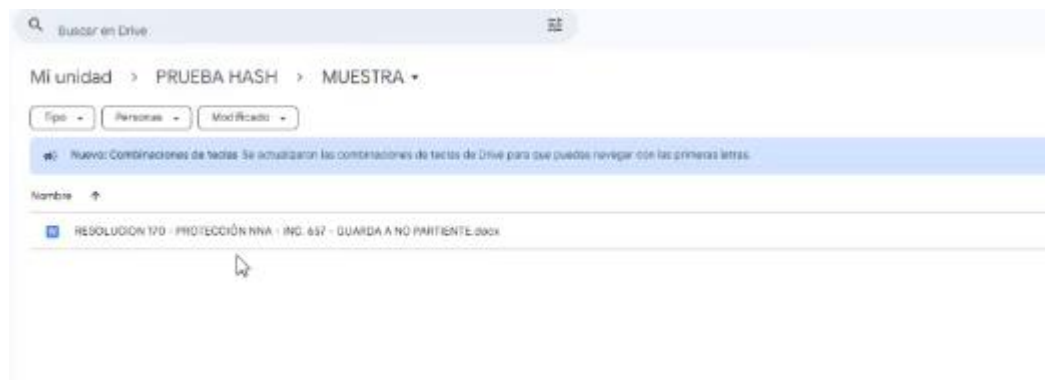 Buscar en Drive
Mi unidad > PRUEBA HASH > MUESTRA
Tipo Personas Modificado
Nuevo: Combinaciones de teclas Se actualizaron las combinaciones de teclas de Drive para que puedas navegar con las primeras letras.
Nombre
RESOLUCION 170 - PROTECCIÓN NNA - INC. 657 - GUARDA A NO PARTIENTE.docx